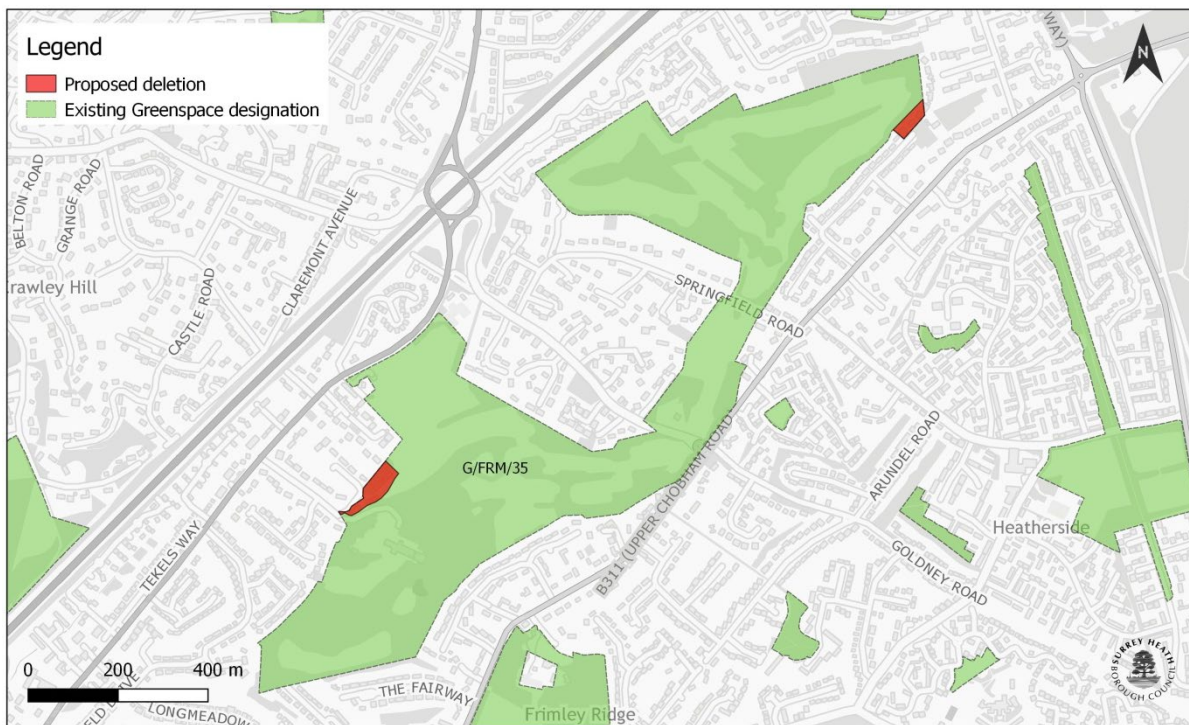 Legend
Proposed deletion
Existing Greenspace designation
WAY)
N
BELTON ROAD
GRANGE ROAD
CLAREMONT AVENUE
rawley Hill
CASTLE ROAD
SPRINGFIELD ROAD
G/FRM/35
B311 (UPPER CHOBHAM ROAD)
ARUNDEL ROAD
Heatherside
GOLDNEY ROAD
TEKELS WAY
0 200 400 m
THE FAIRWAY
LONGMEADOW
Frimley Ridge
SURREY HEATH
BOROUGH COUNCIL